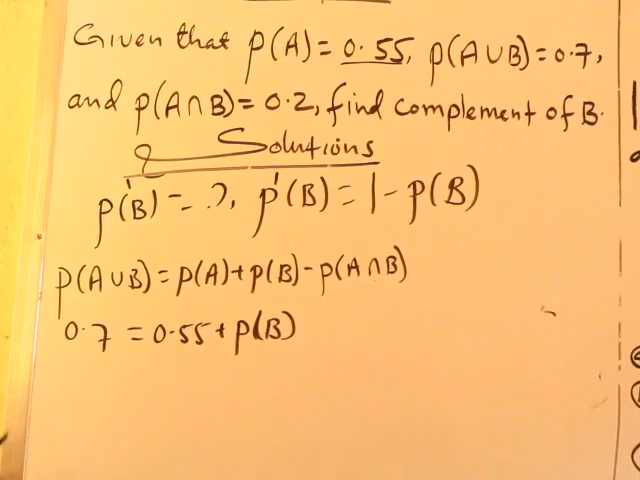 Given that p(A) = 0.55, p(A∪B) = 0.7,
and p(A∩B) = 0.2, find complement of B.
Solutions
p'(B) = ?, p'(B) = 1 - p(B)
p(A∪B) = p(A) + p(B) - p(A∩B)
0.7 = 0.55 + p(B)